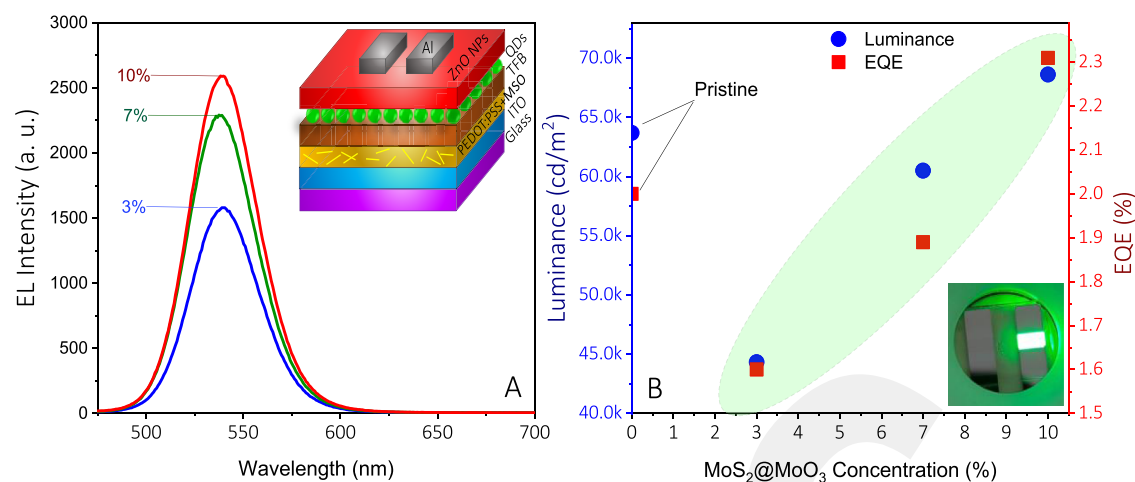 3000
2500
2000
1500
1000
500
0
EL Intensity (a. u.)
10%
7%
3%
Al
ZnO NPs
QDs
TFB
PEDOT:PSS+MSO
ITO
Glass
A
500 550 600 650 700
Wavelength (nm)
Luminance (cd/m²)
70.0k
65.0k
60.0k
55.0k
50.0k
45.0k
40.0k
Luminance
EQE
Pristine
B
0 1 2 3 4 5 6 7 8 9 10
MoS₂@MoO₃ Concentration (%)
2.3
2.2
2.1
2.0
1.9
1.8
1.7
1.6
1.5
EQE (%)